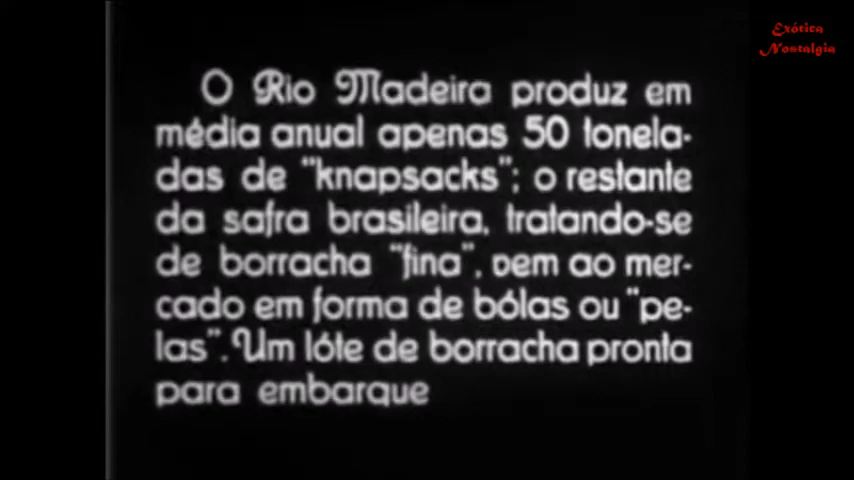 Exótica
Nostalgia
O Rio Madeira produz em
média anual apenas 50 tonela-
das de "knapsacks"; o restante
da safra brasileira, tratando-se
de borracha "fina", vem ao mer-
cado em forma de bólas ou "pe-
las". Um lóte de borracha pronta
para embarque